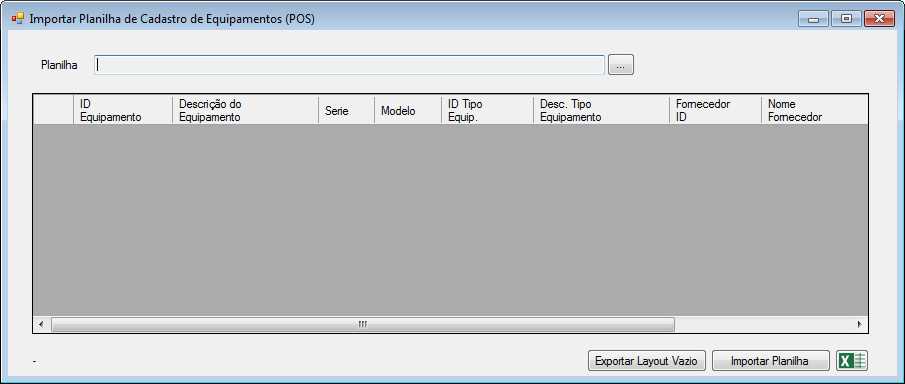 Importar Planilha de Cadastro de Equipamentos (POS)
Planilha
...
ID
Equipamento
Descrição do
Equipamento
Serie
Modelo
ID Tipo
Equip.
Desc. Tipo
Equipamento
Fornecedor
ID
Nome
Fornecedor
-
Exportar Layout Vazio
Importar Planilha
X